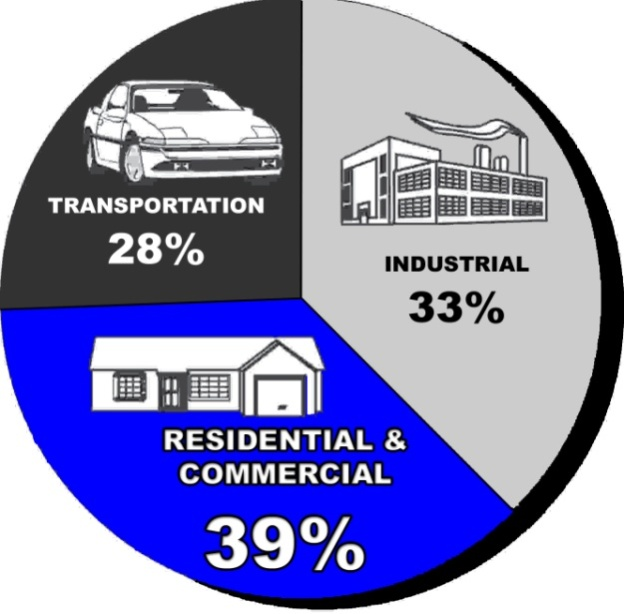 TRANSPORTATION
28%
INDUSTRIAL
33%
RESIDENTIAL &
COMMERCIAL
39%